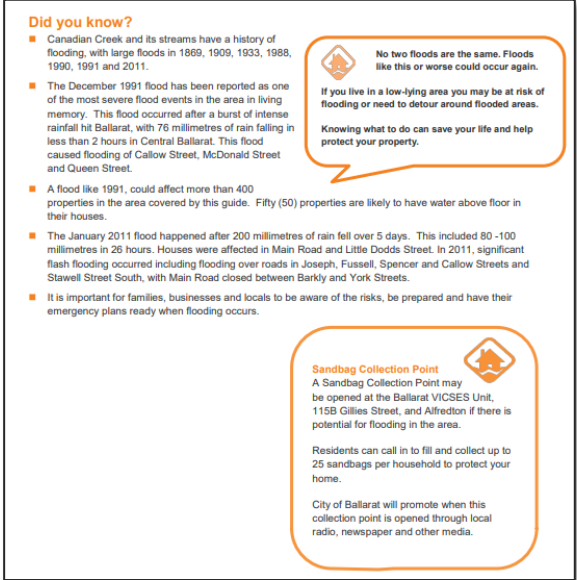 Did you know?
Canadian Creek and its streams have a history of
flooding, with large floods in 1869, 1909, 1933, 1988,
1990, 1991 and 2011.
The December 1991 flood has been reported as one
of the most severe flood events in the area in living
memory. This flood occurred after a burst of intense
rainfall hit Ballarat, with 76 millimetres of rain falling in
less than 2 hours in Central Ballarat. This flood
caused flooding of Callow Street, McDonald Street
and Queen Street.
A flood like 1991, could affect more than 400
properties in the area covered by this guide. Fifty (50) properties are likely to have water above floor in
their houses.
The January 2011 flood happened after 200 millimetres of rain fell over 5 days. This included 80 -100
millimetres in 26 hours. Houses were affected in Main Road and Little Dodds Street. In 2011, significant
flash flooding occurred including flooding over roads in Joseph, Fussell, Spencer and Callow Streets and
Stawell Street South, with Main Road closed between Barkly and York Streets.
It is important for families, businesses and locals to be aware of the risks, be prepared and have their
emergency plans ready when flooding occurs.
No two floods are the same. Floods
like this or worse could occur again.
If you live in a low-lying area you may be at risk of
flooding or need to detour around flooded areas.
Knowing what to do can save your life and help
protect your property.
Sandbag Collection Point
A Sandbag Collection Point may
be opened at the Ballarat VICSES Unit,
115B Gillies Street, and Alfredton if there is
potential for flooding in the area.
Residents can call in to fill and collect up to
25 sandbags per household to protect your
home.
City of Ballarat will promote when this
collection point is opened through local
radio, newspaper and other media.